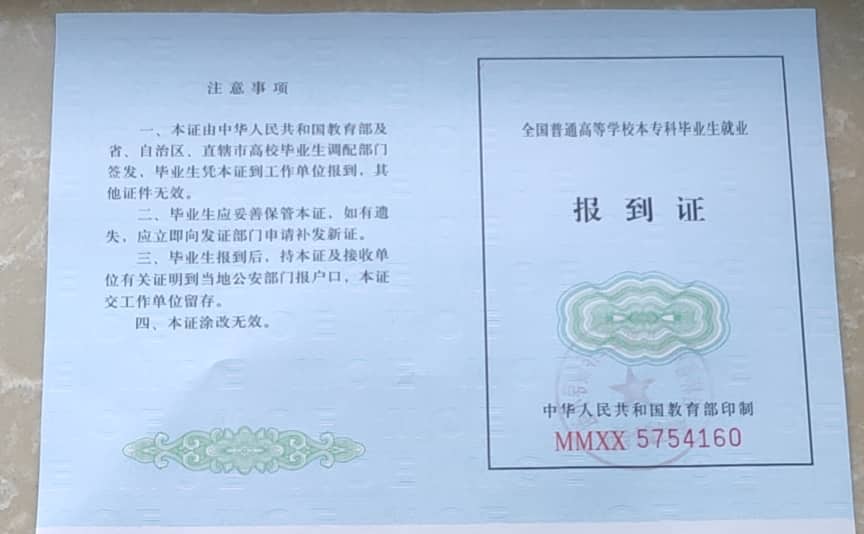 注意事项
一、本证由中华人民共和国教育部及
省、自治区、直辖市高校毕业生调配部门
签发，毕业生凭本证到工作单位报到，其
他证件无效。
二、毕业生应妥善保管本证，如有遗
失，应立即向发证部门申请补发新证。
三、毕业生报到后，持本证及接收单
位有关证明到当地公安部门报户口，本证
交工作单位留存。
四、本证涂改无效。
全国普通高等学校本专科毕业生就业
报到证
中华人民共和国教育部印制
MMXX 5754160